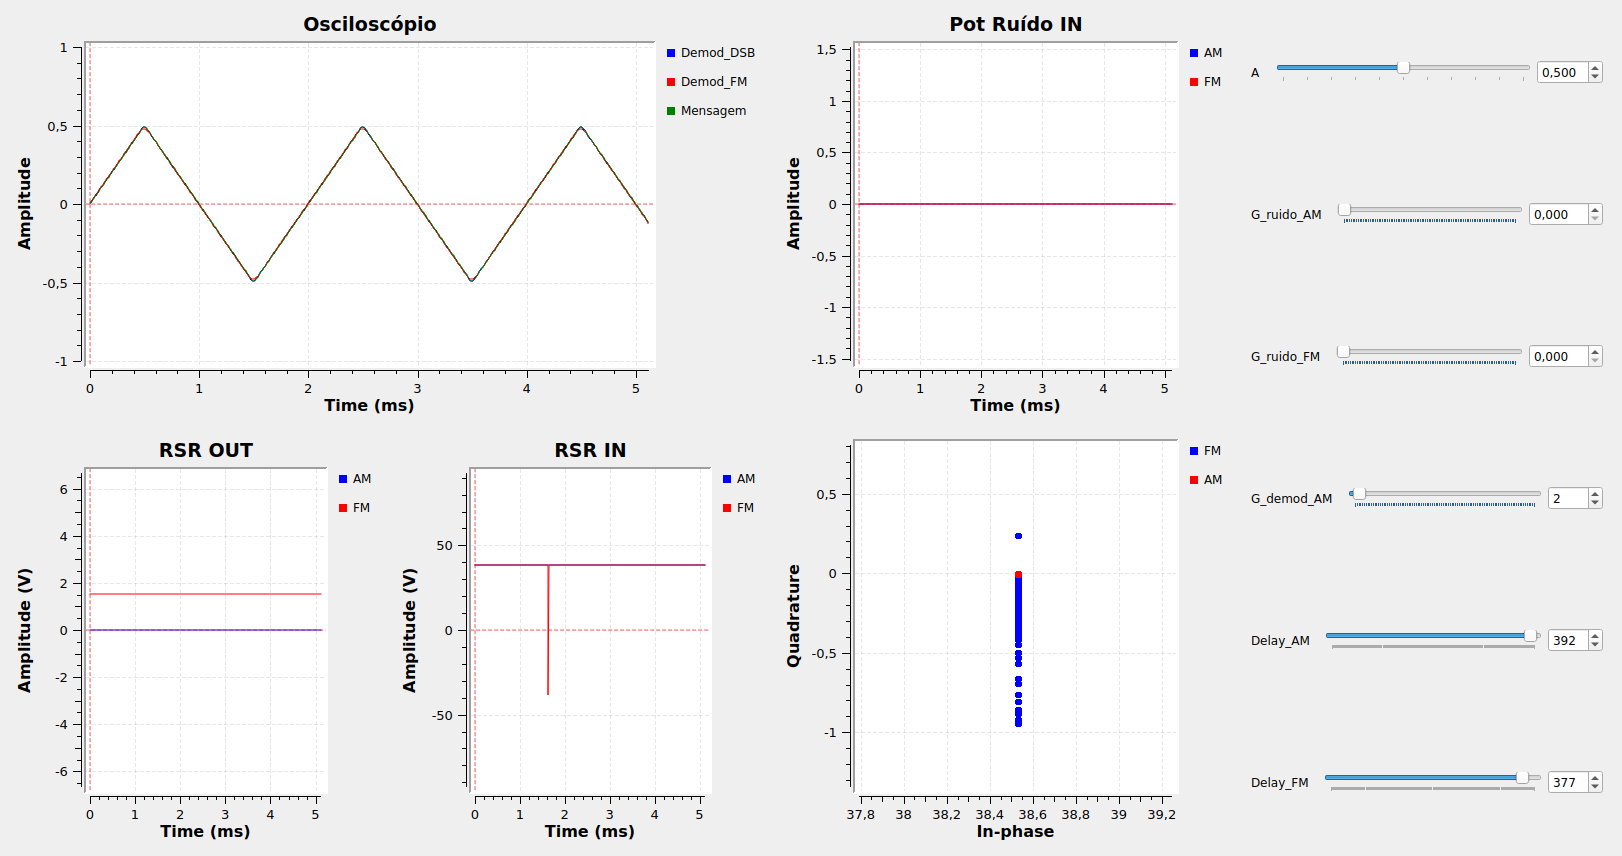 Osciloscópio
Amplitude
1
0,5
0
-0,5
-1
0
1
2
3
4
5
Time (ms)
Demod_DSB
Demod_FM
Mensagem
Pot Ruído IN
Amplitude
1,5
1
0,5
0
-0,5
-1
-1.5
0
1
2
3
4
5
Time (ms)
AM
FM
A
0,500
G_ruido_AM
0,000
G_ruido_FM
0,000
RSR OUT
Amplitude (V)
6
4
2
0
-2
-4
-6
0
1
2
3
4
5
Time (ms)
AM
FM
RSR IN
Amplitude (V)
50
0
-50
0
1
2
3
4
5
Time (ms)
AM
FM
Quadrature
0,5
0
-0,5
-1
37,8
38
38,2
38,4
38,6
38,8
39
39,2
In-phase
FM
AM
G_demod_AM
2
Delay_AM
392
Delay_FM
377